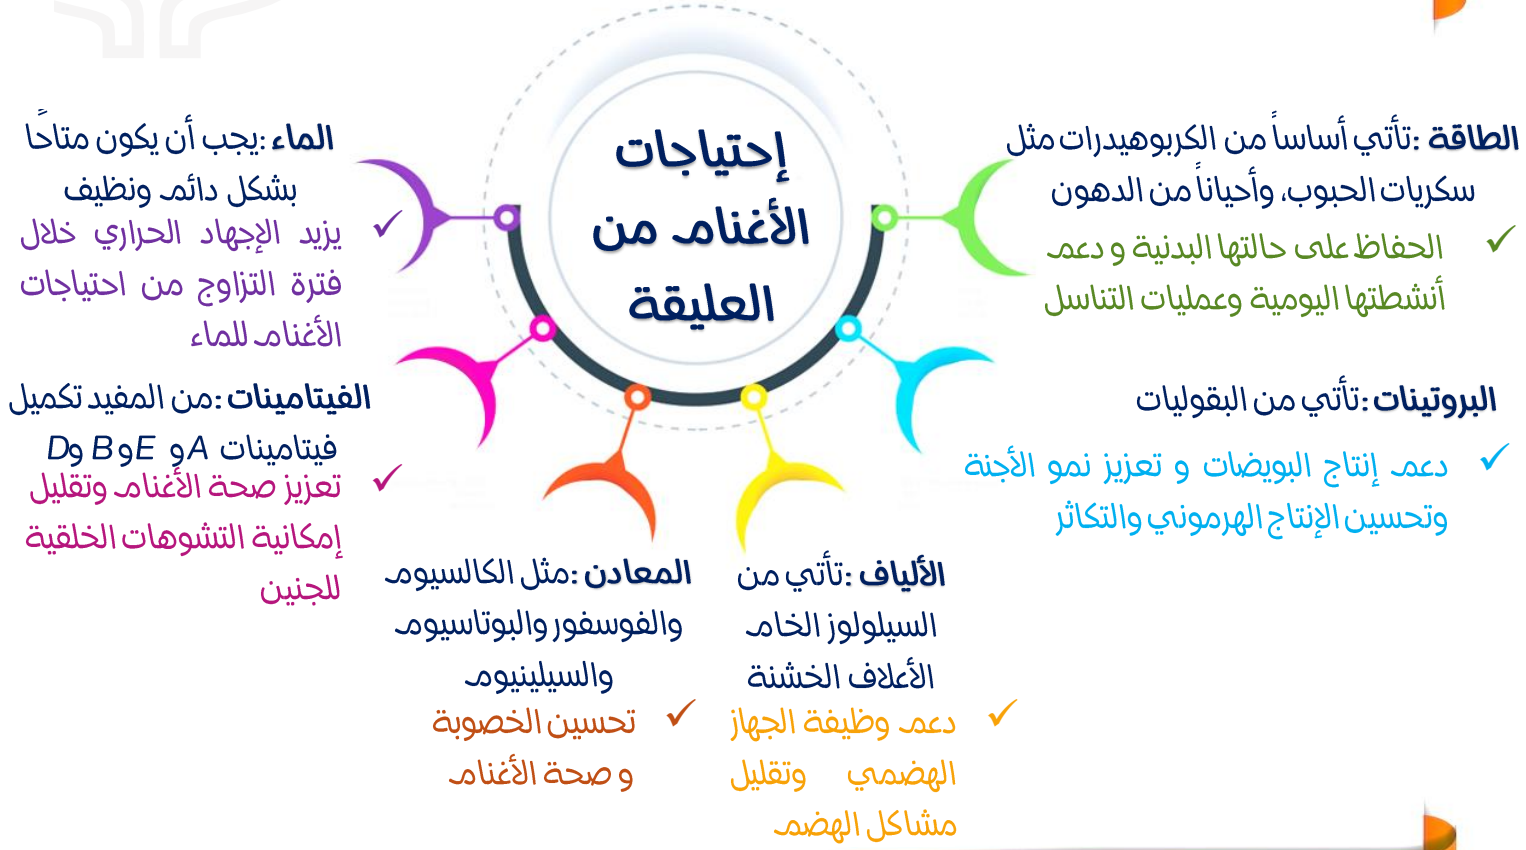 إحتياجات
الأغنام من
العليقة
الطاقة :تأتي أساساً من الكربوهيدرات مثل
سكريات الحبوب، وأحياناً من الدهون
✓ الحفاظ على حالتها البدنية و دعم
أنشطتها اليومية وعمليات التناسل
البروتينات:تأتي من البقوليات
✓ دعم إنتاج البويضات و تعزيز نمو الأجنة
وتحسين الإنتاج الهرموني والتكاثر
الألياف :تأتي من
السيلولوز الخام
الأعلاف الخشنة
✓ دعم وظيفة الجهاز
الهضمي وتقليل
مشاكل الهضم
المعادن :مثل الكالسيوم
والفوسفور والبوتاسيوم
والسيلينيوم
✓ تحسين الخصوبة
و صحة الأغنام
الفيتامينات:من المفيد تكميل
فيتامينات A و E و B و D
✓ تعزيز صحة الأغنام وتقليل
إمكانية التشوهات الخلقية
للجنين
الماء :يجب أن يكون متاحًا
بشكل دائم ونظيف
✓ يزيد الإجهاد الحراري خلال
فترة التزاوج من احتياجات
الأغنام للماء